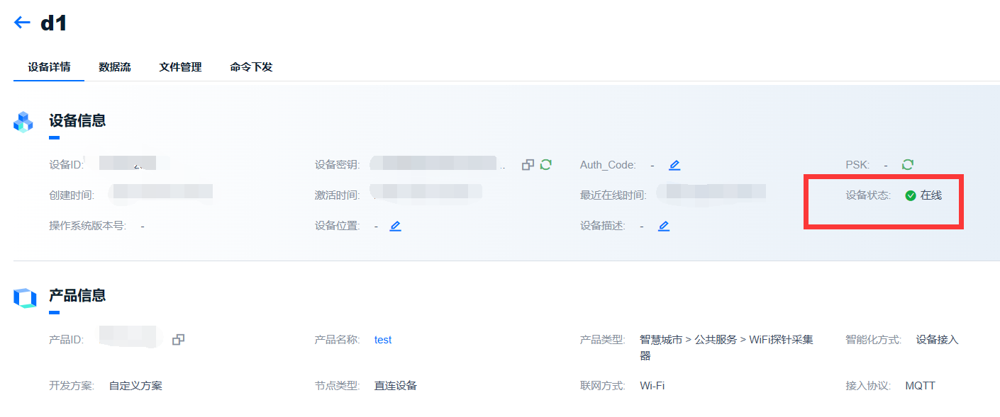 d1
设备详情 数据流 文件管理 命令下发
设备信息
设备ID: 设备密钥: .. Auth_Code: - PSK: -
创建时间: 激活时间: 最近在线时间: 设备状态: 在线
操作系统版本号: - 设备位置: - 设备描述: -
产品信息
产品ID: 产品名称: test 产品类型: 智慧城市 > 公共服务 > WiFi探针采集 智能化方式: 设备接入
器
开发方案: 自定义方案 节点类型: 直连设备 联网方式: Wi-Fi 接入协议: MQTT